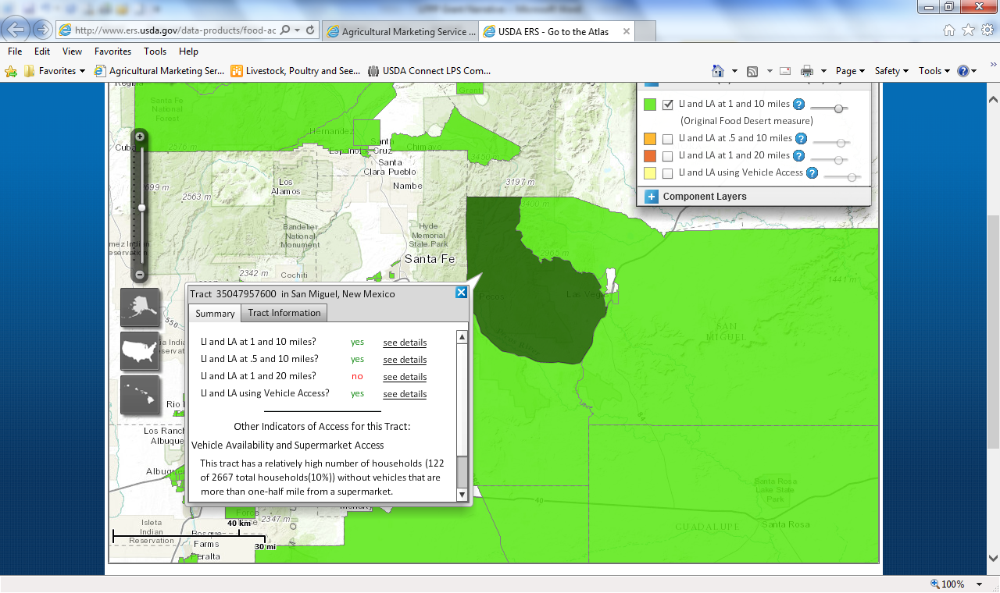 http://www.ers.usda.gov/data-products/food-ac
Agricultural Marketing Service ...
USDA ERS - Go to the Atlas
File Edit View Favorites Tools Help
Favorites
Agricultural Marketing Ser...
Livestock, Poultry and See...
USDA Connect LPS Com...
Page Safety Tools
LI and LA at 1 and 10 miles
(Original Food Desert measure)
LI and LA at .5 and 10 miles
LI and LA at 1 and 20 miles
LI and LA using Vehicle Access
Component Layers
Grant
Santa Fe
National
Forest
Hernandez
Santa
Cruz
Chimayo
Española
2576 m
3450 m
Santa
Clara Pueblo
Los
Alamos
Nambe
3197 m
2563 m
3400 m
Bandelier
National
Monument
Hyde
Memorial
State Park
Santa Fe
2965 m
2342 m
Cochiti
1441 m
Pecos
Las Vegas
SAN
MIGUEL
Tract 35047957600 in San Miguel, New Mexico
Summary
Tract Information
LI and LA at 1 and 10 miles? yes see details
LI and LA at .5 and 10 miles? yes see details
LI and LA at 1 and 20 miles? no see details
LI and LA using Vehicle Access? yes see details
Other Indicators of Access for this Tract:
Vehicle Availability and Supermarket Access
This tract has a relatively high number of households (122
of 2667 total households(10%)) without vehicles that are
more than one-half mile from a supermarket.
550
84
40
Santa Rosa
Lake State
Park
GUADALUPE
Santa Rosa
Isleta
Indian
Reservation
Force
2347 m
40 km
30 mi
Bosque
Farms
Peralta
100%